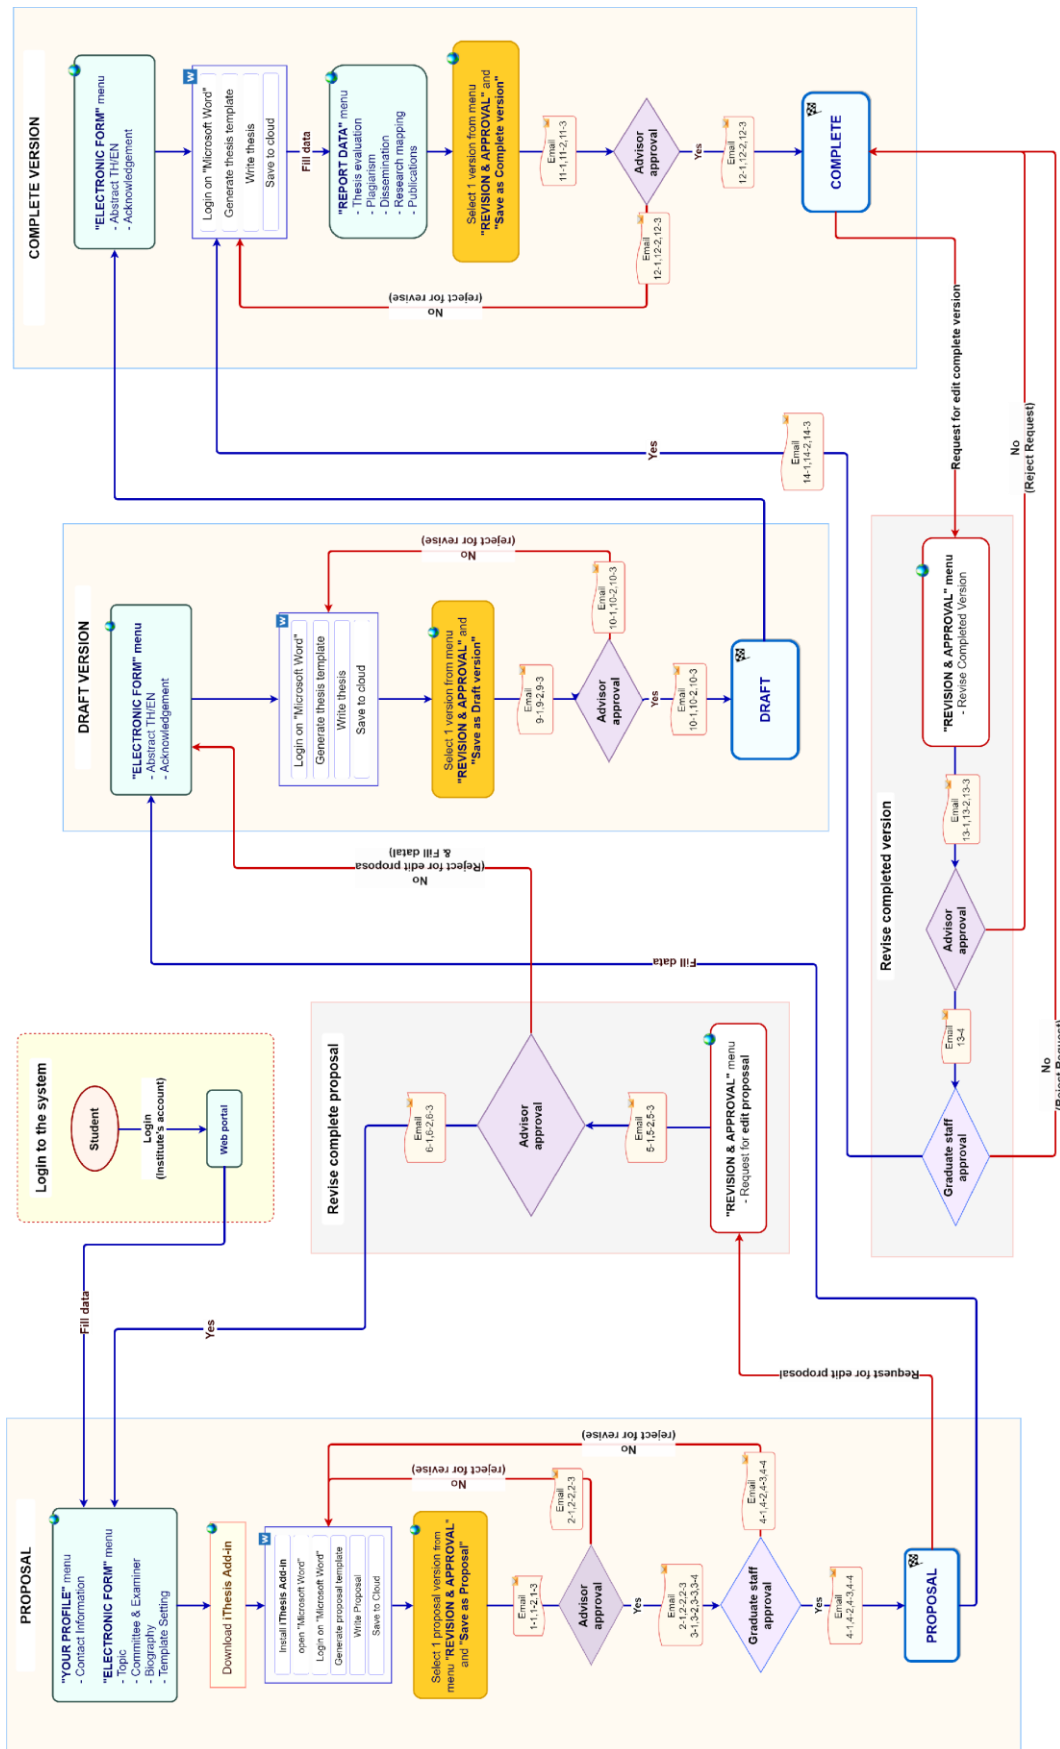 PROPOSAL
"YOUR PROFILE" menu
- Contact Information
"ELECTRONIC FORM" menu
- Topic
- Committee & Examiner
- Biography
- Template Setting
Download iThesis Add-in
W
Install iThesis Add-in
open "Microsoft Word"
Login on "Microsoft Word"
Generate proposal template
Write Proposal
Save to Cloud
Select 1 proposal version from
menu "REVISION & APPROVAL"
and "Save as Proposal"
Email
1-1,1-2,1-3
Advisor
approval
Email
2-1,2-2,2-3
No
(reject for revise)
Yes
Email
2-1,2-2,2-3
3-1,3-2,3-3,3-4
Graduate staff
approval
Email
4-1,4-2,4-3,4-4
No
(reject for revise)
Yes
Email
4-1,4-2,4-3,4-4
PROPOSAL
Request for edit proposal
Fill data
Yes
Login to the system
Student
Login
(Institute's account)
Web portal
Revise complete proposal
Email
6-1,6-2,6-3
Advisor
approval
Email
5-1,5-2,5-3
"REVISION & APPROVAL" menu
- Request for edit propossal
Fill data
No
(Reject for edit proposa
& Fill datal)
DRAFT VERSION
"ELECTRONIC FORM" menu
- Abstract TH/EN
- Acknowledgement
W
Login on "Microsoft Word"
Generate thesis template
Write thesis
Save to cloud
Select 1 version from menu
"REVISION & APPROVAL" and
"Save as Draft version"
Email
9-1,9-2,9-3
Advisor
approval
Email
10-1,10-2,10-3
No
(reject for revise)
Yes
Email
10-1,10-2,10-3
DRAFT
COMPLETE VERSION
"ELECTRONIC FORM" menu
- Abstract TH/EN
- Acknowledgement
W
Login on "Microsoft Word"
Generate thesis template
Write thesis
Save to cloud
Fill data
"REPORT DATA" menu
- Thesis evaluation
- Plagiarism
- Dissemination
- Research mapping
- Publications
Select 1 version from menu
"REVISION & APPROVAL" and
"Save as Complete version"
Email
11-1,11-2,11-3
Advisor
approval
Email
12-1,12-2,12-3
No
(reject for revise)
Yes
Email
12-1,12-2,12-3
COMPLETE
Request for edit complete version
Yes
Email
14-1,14-2,14-3
Revise completed version
"REVISION & APPROVAL" menu
- Revise Completed Version
Email
13-1,13-2,13-3
Advisor
approval
Email
13-4
Graduate staff
approval
No
(Reject Request)
No
(Reject Request)